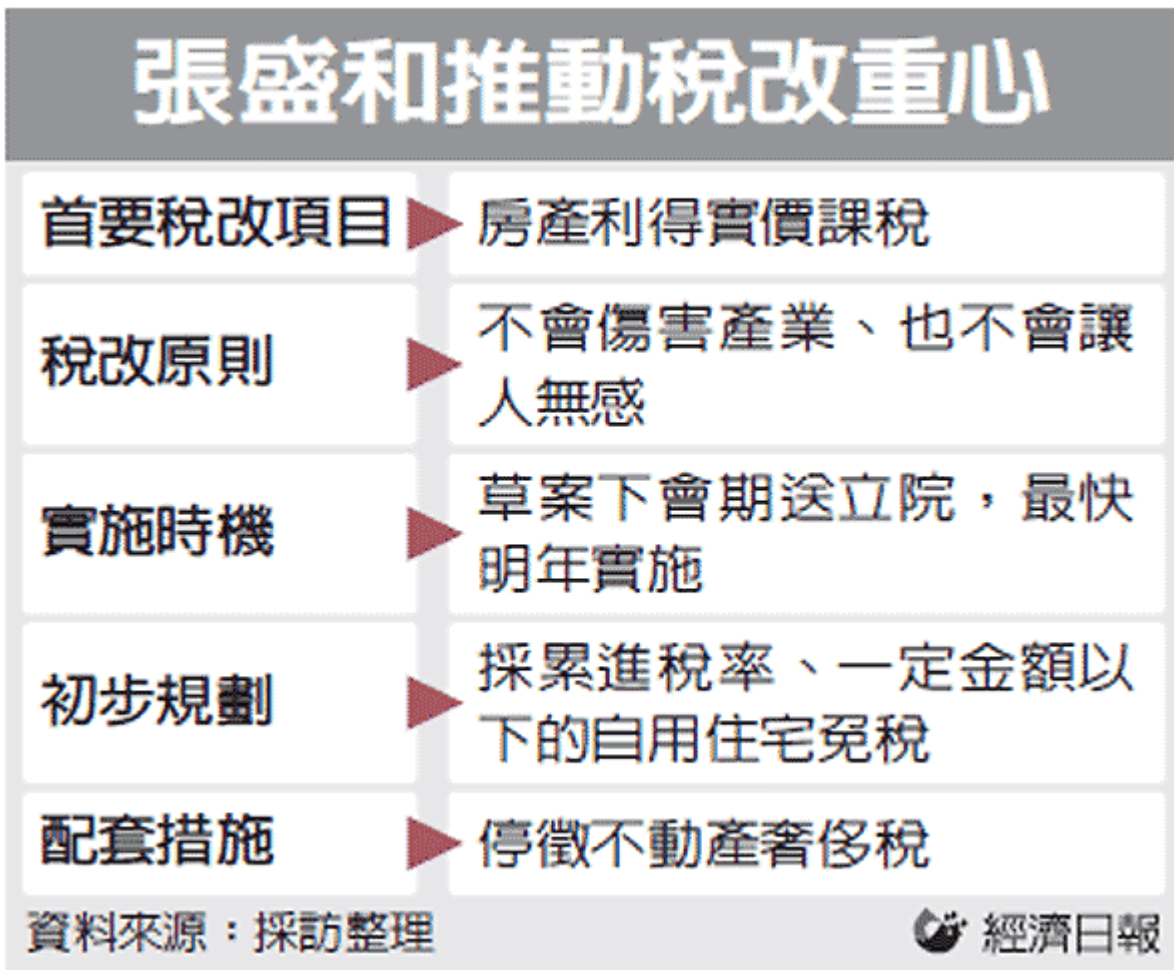 張盛和推動稅改重心
首要稅改項目
房產利得實價課稅
稅改原則
不會傷害產業、也不會讓
人無感
實施時機
草案下會期送立院，最快
明年實施
初步規劃
採累進稅率、一定金額以
下的自用住宅免稅
配套措施
停徵不動產奢侈稅
資料來源：採訪整理
經濟日報